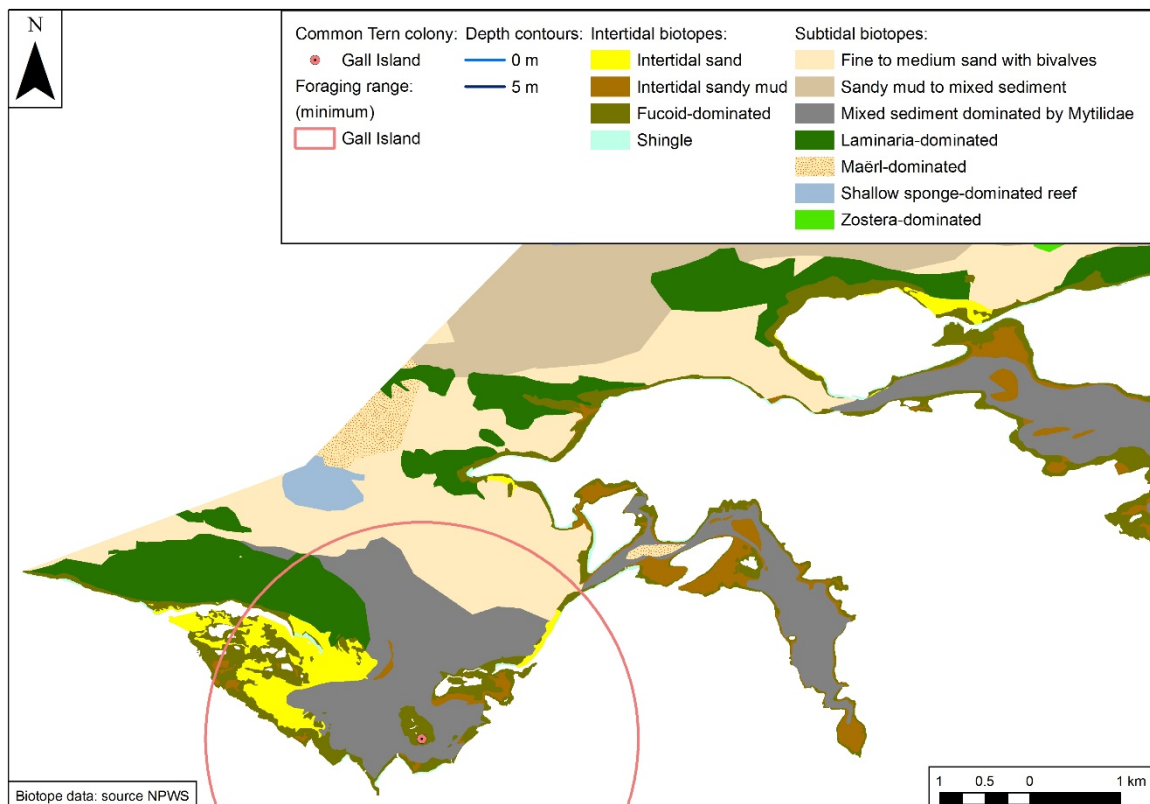 N
Common Tern colony:
Gall Island
Foraging range:
(minimum)
Gall Island
Depth contours:
0 m
5 m
Intertidal biotopes:
Intertidal sand
Intertidal sandy mud
Fucoid-dominated
Shingle
Subtidal biotopes:
Fine to medium sand with bivalves
Sandy mud to mixed sediment
Mixed sediment dominated by Mytilidae
Laminaria-dominated
Maërl-dominated
Shallow sponge-dominated reef
Zostera-dominated
Biotope data: source NPWS
1 0.5 0 1 km